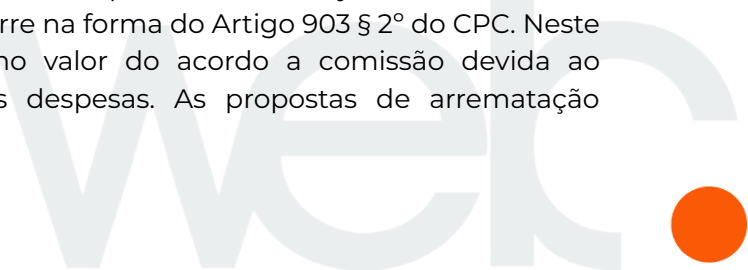 rre na forma do Artigo 903 § 2º do CPC. Neste
no valor do acordo a comissão devida ao
s despesas. As propostas de arrematação
web.